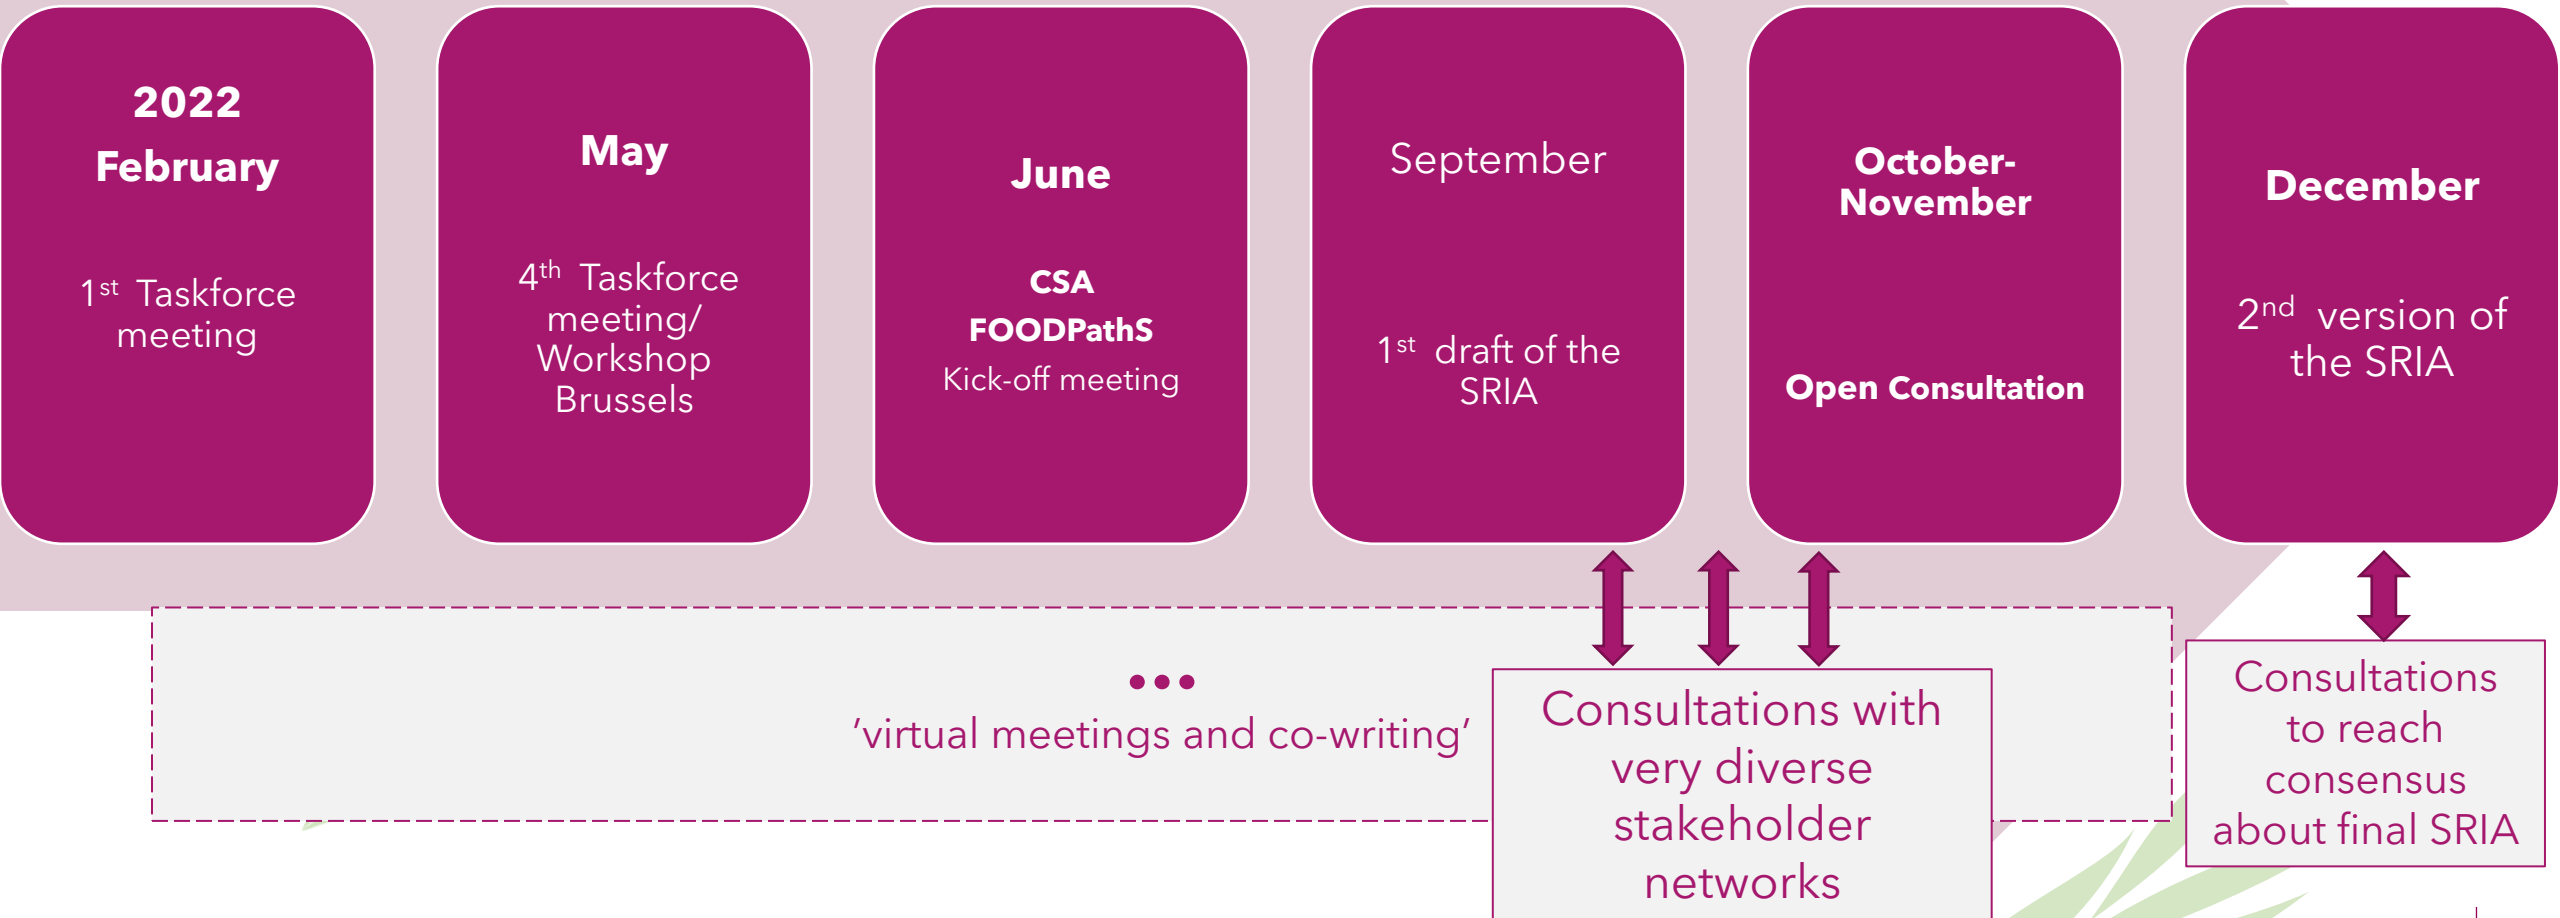 2022
February
1st Taskforce
meeting
May
4th Taskforce
meeting/
Workshop
Brussels
June
CSA
FOODPathS
Kick-off meeting
September
1st draft of the
SRIA
October-
November
Open Consultation
December
2nd version of
the SRIA
•••
'virtual meetings and co-writing'
Consultations with
very diverse
stakeholder
networks
Consultations
to reach
consensus
about final SRIA